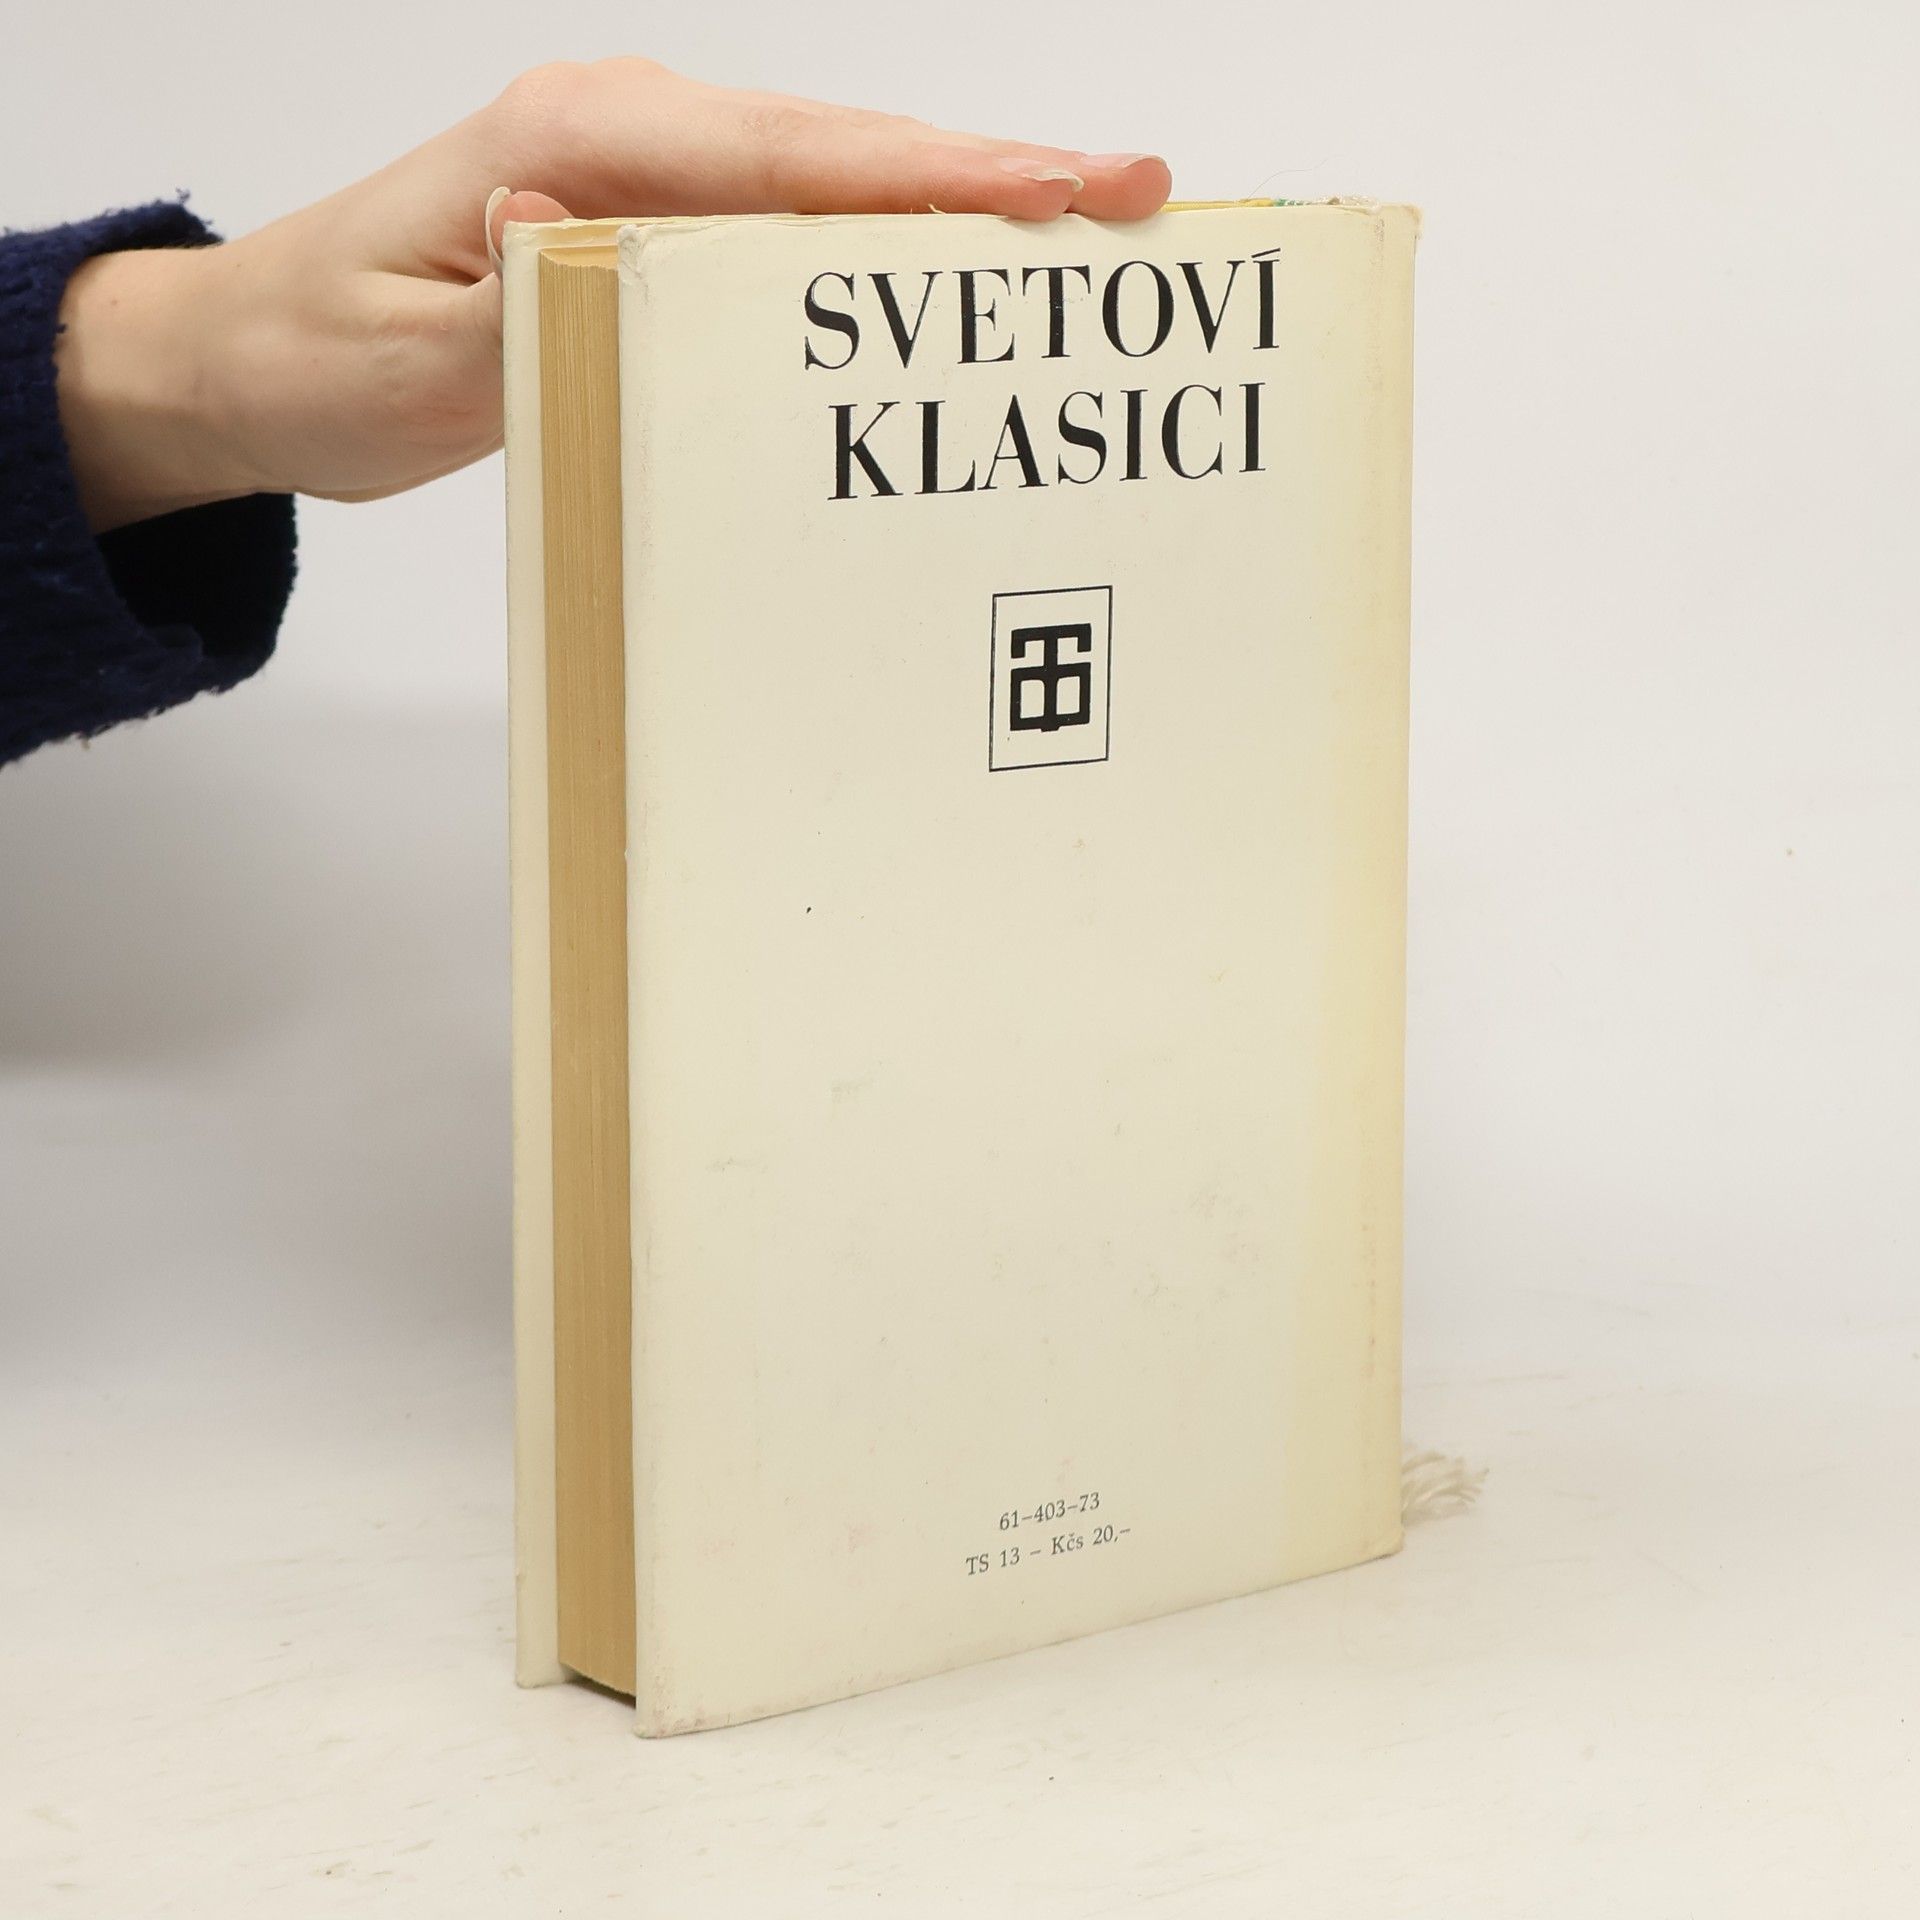 SVETOVÍ
KLASICI
61-403-73
TS 13 - Kčs 20,-